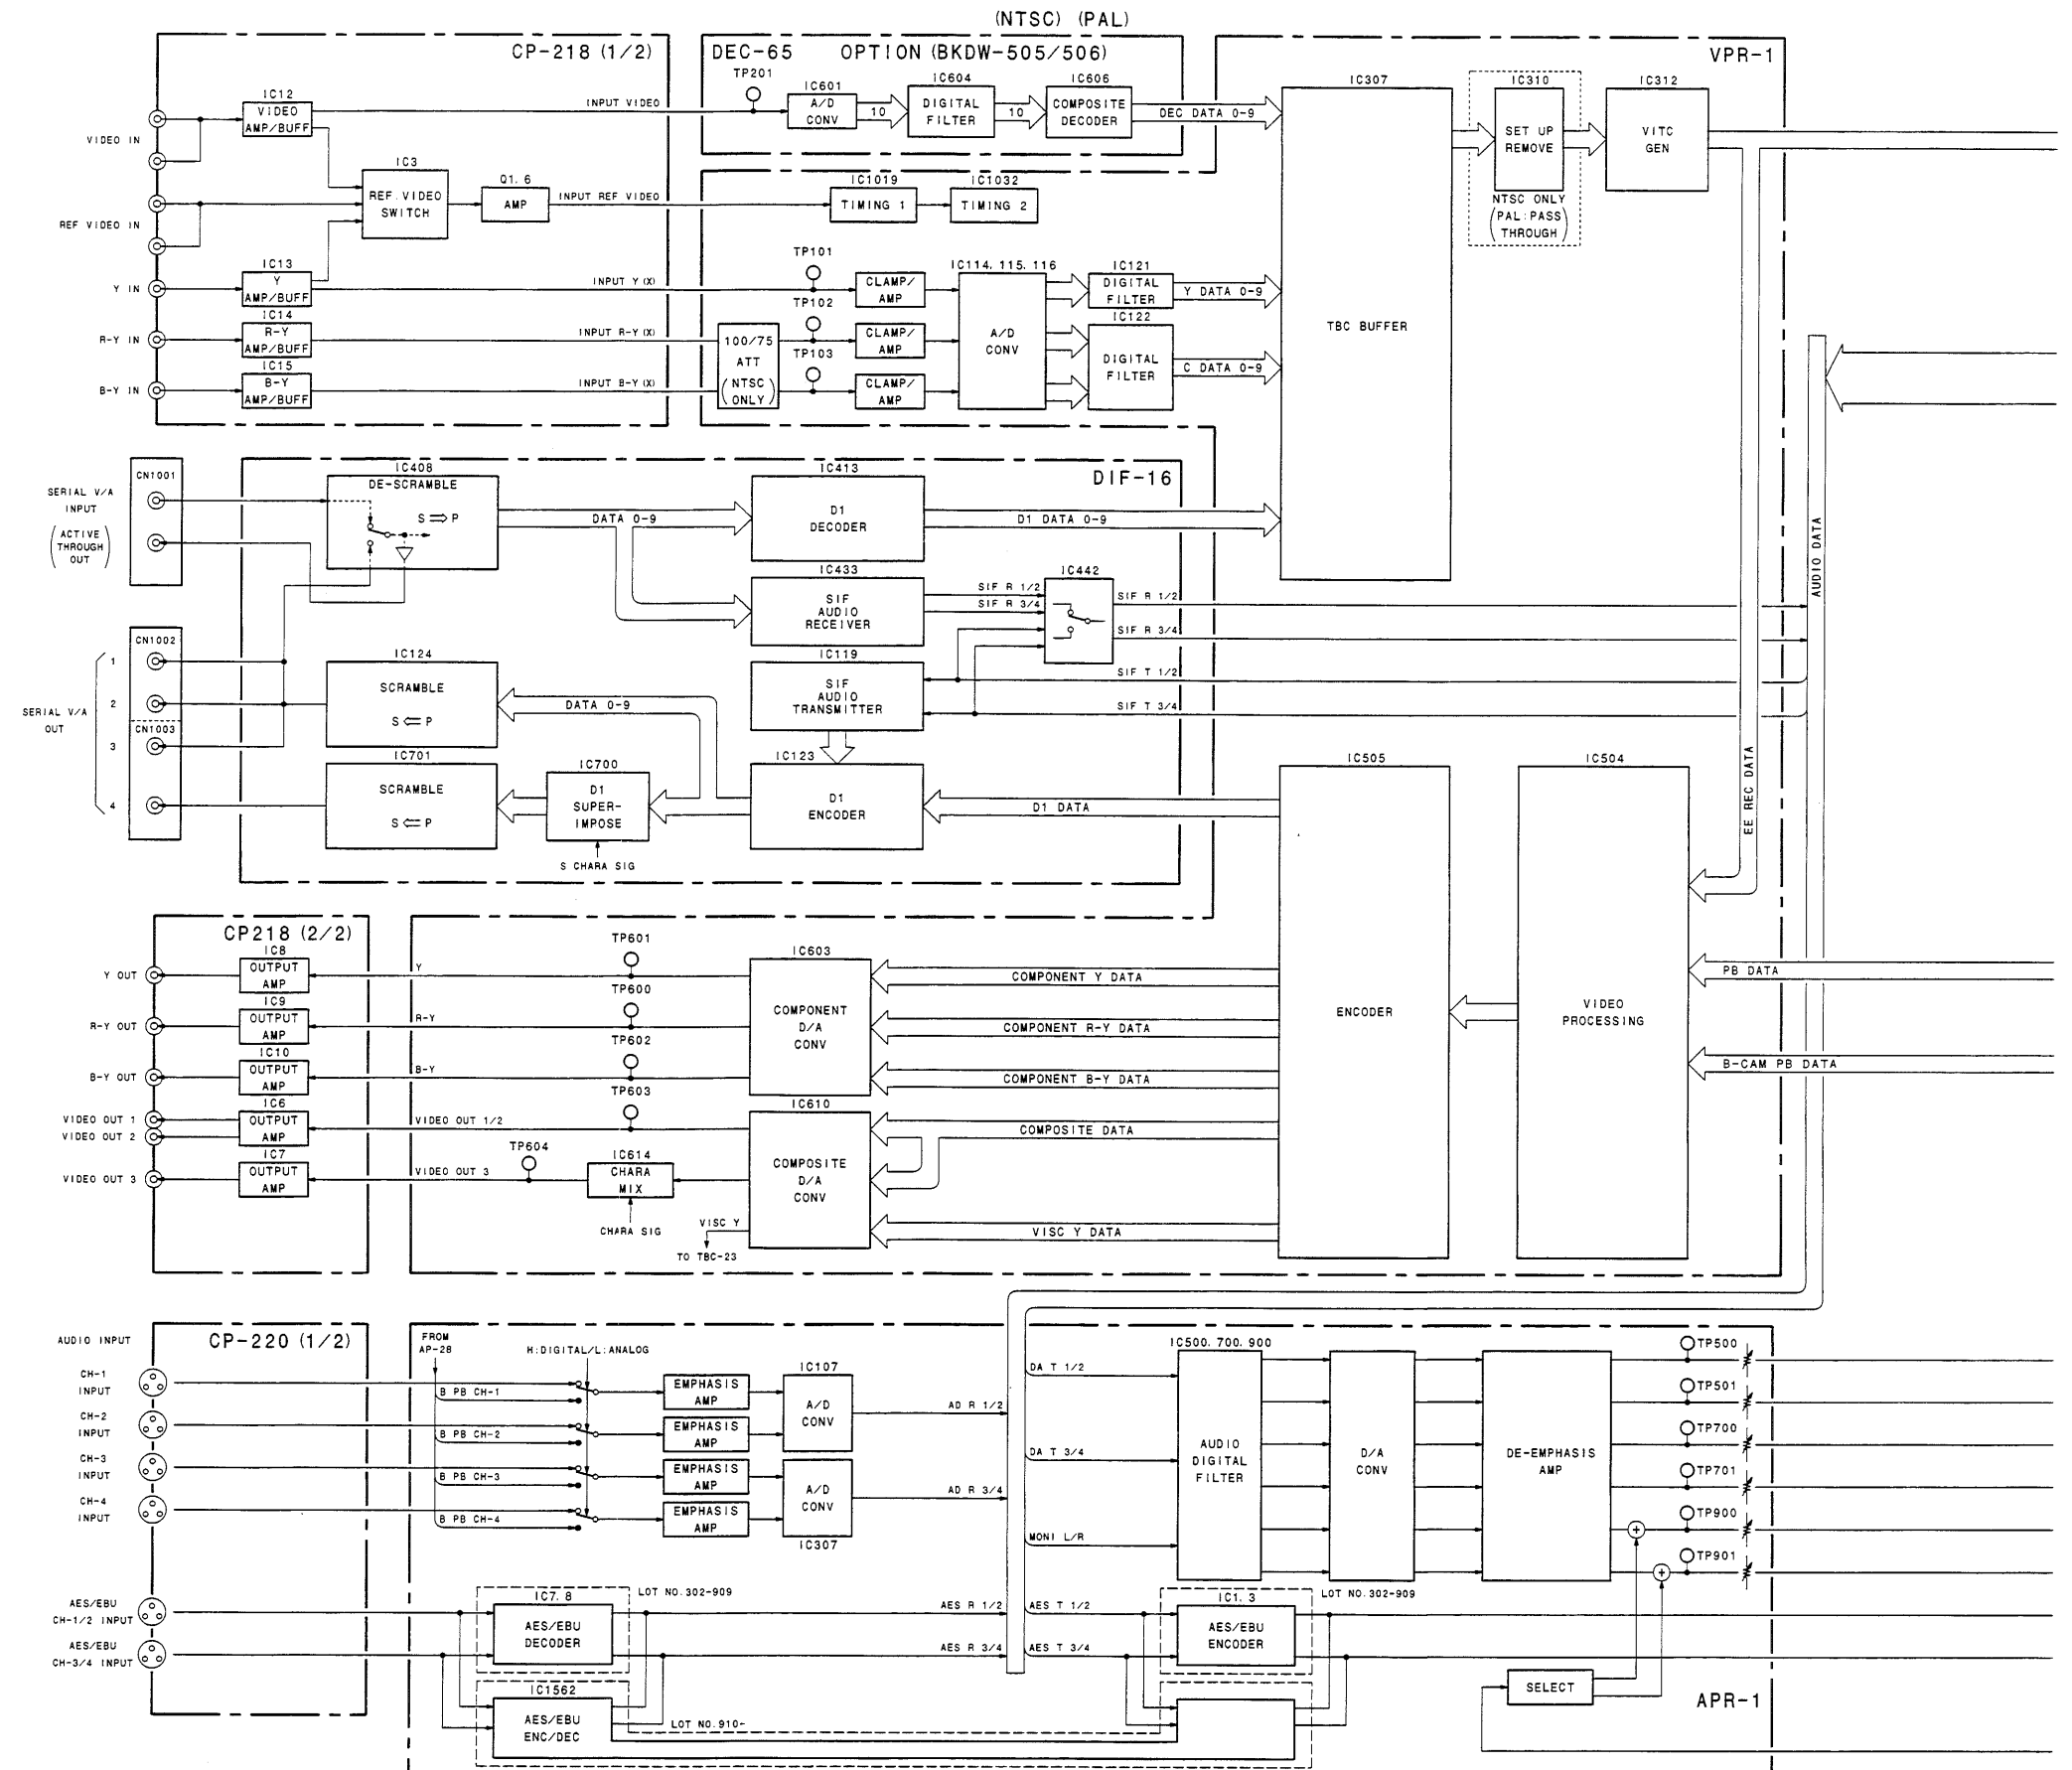 (NTSC) (PAL)
CP-218 (1/2)
DEC-65 OPTION (BKDW-505/506)
VPR-1
VIDEO IN
IC12
VIDEO
AMP/BUFF
INPUT VIDEO
TP201
IC601
A/D
CONV
10
IC604
DIGITAL
FILTER
10
IC606
COMPOSITE
DECODER
DEC DATA 0-9
IC307
TBC BUFFER
IC310
SET UP
REMOVE
NTSC ONLY
(PAL:PASS
THROUGH)
IC312
VITC
GEN
REF VIDEO IN
IC3
REF. VIDEO
SWITCH
Q1. 6
AMP
INPUT REF VIDEO
IC1019
TIMING 1
IC1032
TIMING 2
Y IN
IC13
Y
AMP/BUFF
INPUT Y (X)
TP101
CLAMP/
AMP
R-Y IN
IC14
R-Y
AMP/BUFF
INPUT R-Y (X)
TP102
CLAMP/
AMP
B-Y IN
IC15
B-Y
AMP/BUFF
INPUT B-Y (X)
100/75
ATT
(NTSC
ONLY)
TP103
CLAMP/
AMP
IC114. 115. 116
A/D
CONV
IC121
DIGITAL
FILTER
Y DATA 0-9
IC122
DIGITAL
FILTER
C DATA 0-9
AUDIO DATA
EE REC DATA
DIF-16
CN1001
SERIAL V/A
INPUT
(ACTIVE
THROUGH
OUT)
IC408
DE-SCRAMBLE
S ⇒ P
DATA 0-9
IC413
D1
DECODER
D1 DATA 0-9
IC433
SIF
AUDIO
RECEIVER
SIF R 1/2
SIF R 3/4
IC442
SIF R 1/2
SIF R 3/4
CN1002
CN1003
SERIAL V/A
OUT
1
2
3
4
IC124
SCRAMBLE
S ⇐ P
DATA 0-9
IC119
SIF
AUDIO
TRANSMITTER
SIF T 1/2
SIF T 3/4
IC701
SCRAMBLE
S ⇐ P
IC700
D1
SUPER-
IMPOSE
S CHARA SIG
IC123
D1
ENCODER
D1 DATA
IC505
ENCODER
IC504
VIDEO
PROCESSING
PB DATA
B-CAM PB DATA
CP218 (2/2)
Y OUT
IC8
OUTPUT
AMP
Y
TP601
R-Y OUT
IC9
OUTPUT
AMP
R-Y
TP600
B-Y OUT
IC10
OUTPUT
AMP
B-Y
TP602
IC603
COMPONENT
D/A
CONV
COMPONENT Y DATA
COMPONENT R-Y DATA
COMPONENT B-Y DATA
VIDEO OUT 1
VIDEO OUT 2
IC6
OUTPUT
AMP
VIDEO OUT 1/2
TP603
VIDEO OUT 3
IC7
OUTPUT
AMP
VIDEO OUT 3
TP604
IC614
CHARA
MIX
CHARA SIG
IC610
COMPOSITE
D/A
CONV
COMPOSITE DATA
VISC Y
TO TBC-23
VISC Y DATA
CP-220 (1/2)
AUDIO INPUT
CH-1
INPUT
CH-2
INPUT
CH-3
INPUT
CH-4
INPUT
FROM
AP-28
H:DIGITAL/L:ANALOG
B PB CH-1
B PB CH-2
B PB CH-3
B PB CH-4
EMPHASIS
AMP
EMPHASIS
AMP
EMPHASIS
AMP
EMPHASIS
AMP
IC107
A/D
CONV
A/D
CONV
IC307
AD R 1/2
AD R 3/4
DA T 1/2
DA T 3/4
MONI L/R
IC500. 700. 900
AUDIO
DIGITAL
FILTER
D/A
CONV
DE-EMPHASIS
AMP
TP500
TP501
TP700
TP701
TP900
TP901
AES/EBU
CH-1/2 INPUT
AES/EBU
CH-3/4 INPUT
IC7. 8
LOT NO. 302-909
AES/EBU
DECODER
AES R 1/2
AES R 3/4
AES T 1/2
AES T 3/4
IC1. 3
LOT NO. 302-909
AES/EBU
ENCODER
IC1562
AES/EBU
ENC/DEC
LOT NO. 910-
SELECT
APR-1